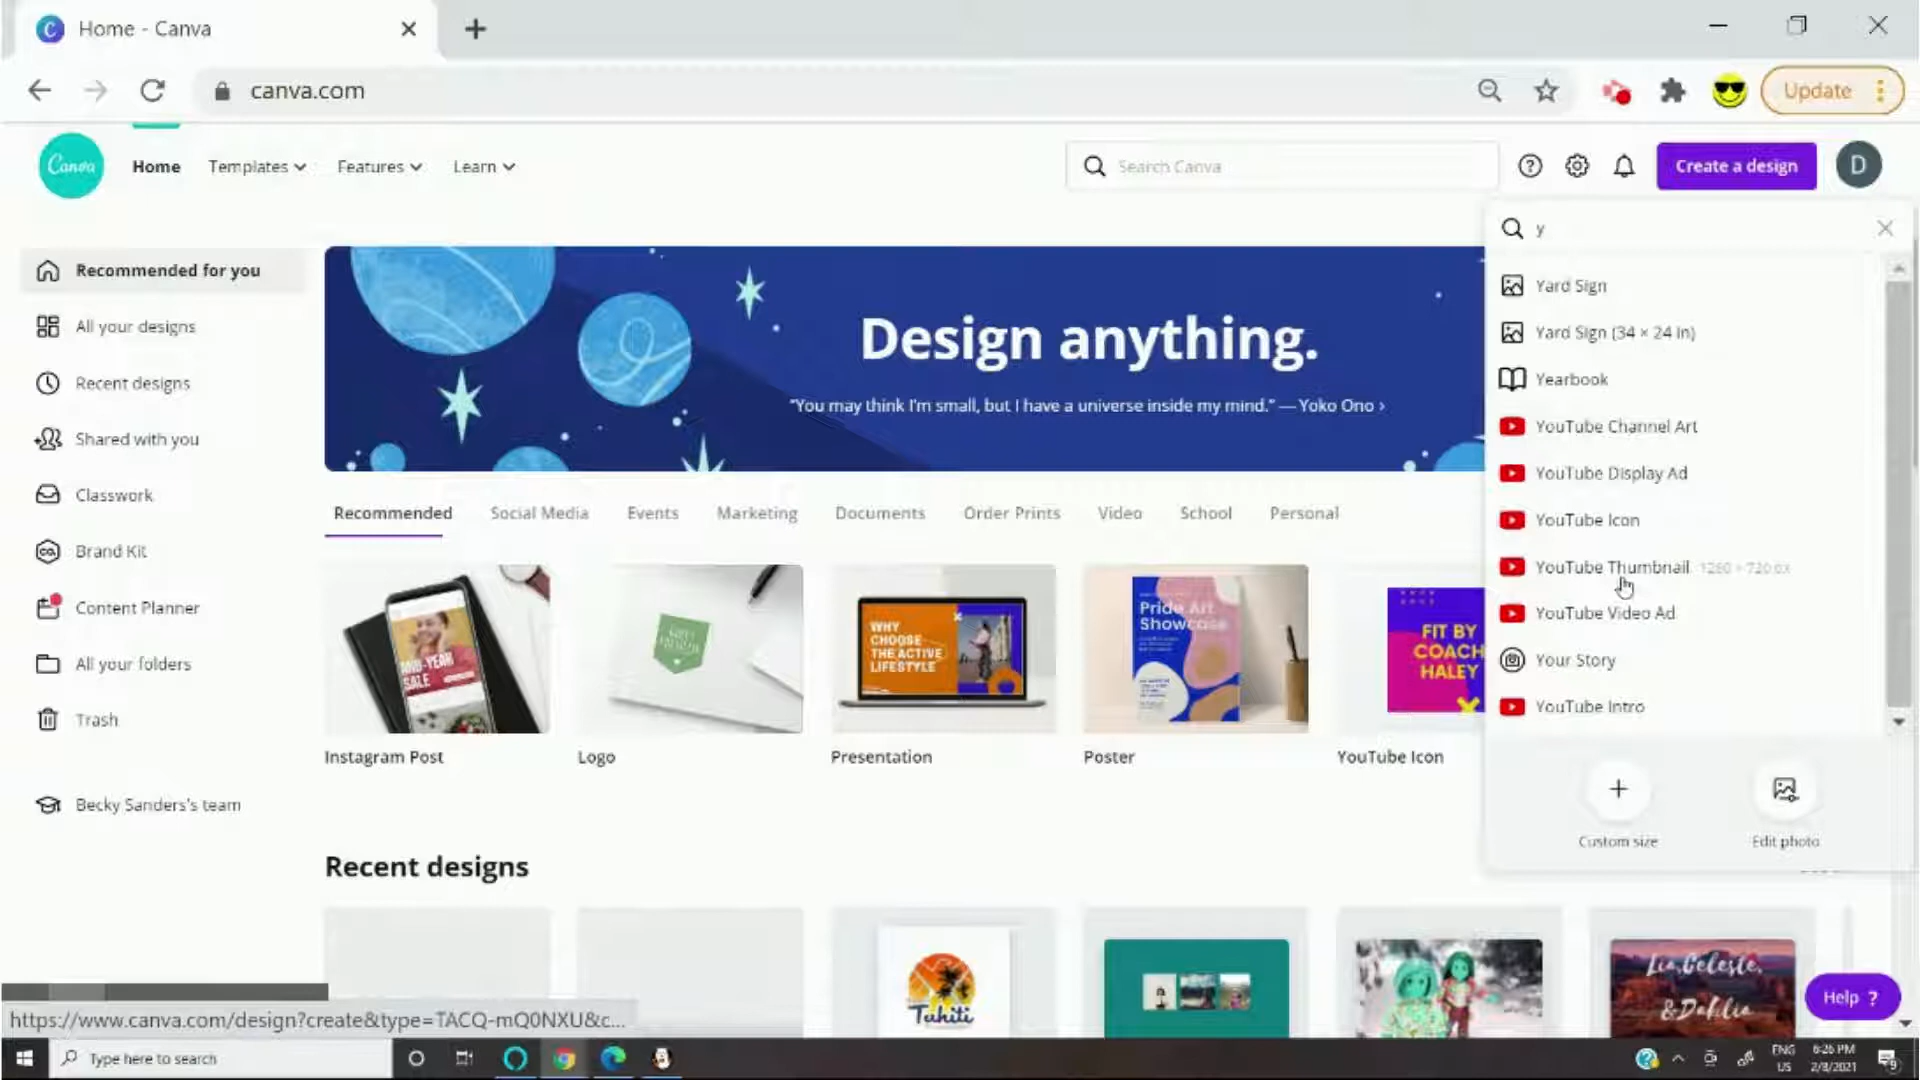 Home - Canva
canva.com
Update
Canva
Home
Templates
Features
Learn
Search Canva
Create a design
D
y
Recommended for you
All your designs
Recent designs
Shared with you
Classwork
Brand Kit
Content Planner
All your folders
Trash
Becky Sanders's team
Design anything.
"You may think I'm small, but I have a universe inside my mind." — Yoko Ono ›
Recommended
Social Media
Events
Marketing
Documents
Order Prints
Video
School
Personal
MID-YEAR
SALE
WHY
CHOOSE
THE ACTIVE
LIFESTYLE
Pride Art
Showcase
FIT BY
COACH
HALEY
Instagram Post
Logo
Presentation
Poster
YouTube Icon
Yard Sign
Yard Sign (34 × 24 in)
Yearbook
YouTube Channel Art
YouTube Display Ad
YouTube Icon
YouTube Thumbnail 1280 × 720 px
YouTube Video Ad
Your Story
YouTube Intro
Custom size
Edit photo
Recent designs
Tahiti
Lia, Celeste,
& Dahlia
Help ?
https://www.canva.com/design?create&type=TACQ-mQ0NXU&c...
Type here to search
ENG
US
6:26 PM
2/8/2021